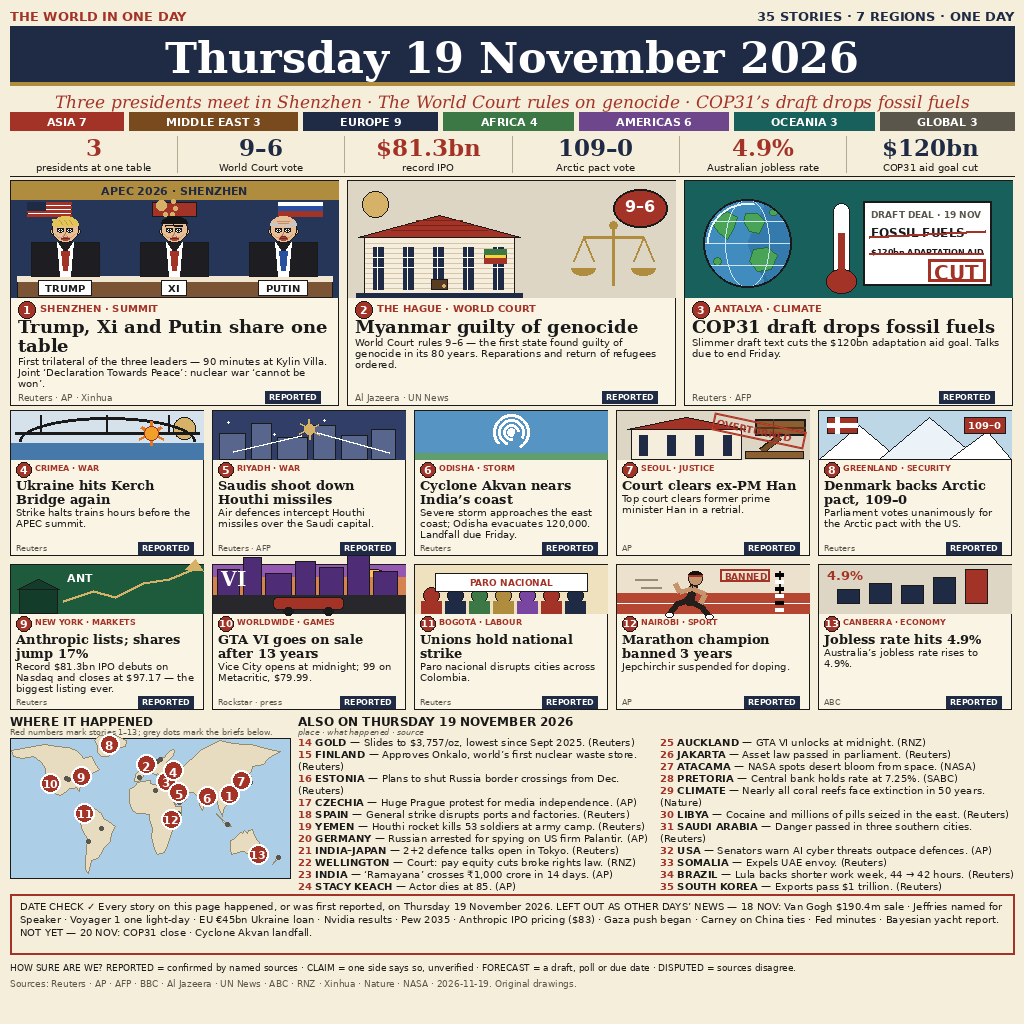 THE WORLD IN ONE DAY
35 STORIES · 7 REGIONS · ONE DAY
Thursday 19 November 2026
Three presidents meet in Shenzhen · The World Court rules on genocide · COP31’s draft drops fossil fuels
ASIA 7
MIDDLE EAST 3
EUROPE 9
AFRICA 4
AMERICAS 6
OCEANIA 3
GLOBAL 3
3
presidents at one table
9–6
World Court vote
$81.3bn
record IPO
109–0
Arctic pact vote
4.9%
Australian jobless rate
$120bn
COP31 aid goal cut
APEC 2026 · SHENZHEN
TRUMP
XI
PUTIN
1 SHENZHEN · SUMMIT
Trump, Xi and Putin share one
table
First trilateral of the three leaders — 90 minutes at Kylin Villa.
Joint ‘Declaration Towards Peace’: nuclear war ‘cannot be
won’.
Reuters · AP · Xinhua
REPORTED
9–6
2 THE HAGUE · WORLD COURT
Myanmar guilty of genocide
World Court rules 9–6 — the first state found guilty of
genocide in its 80 years. Reparations and return of refugees
ordered.
Al Jazeera · UN News
REPORTED
DRAFT DEAL · 19 NOV
FOSSIL FUELS
$120bn ADAPTATION AID
CUT
3 ANTALYA · CLIMATE
COP31 draft drops fossil fuels
Slimmer draft text cuts the $120bn adaptation aid goal. Talks
due to end Friday.
Reuters · AFP
REPORTED
4 CRIMEA · WAR
Ukraine hits Kerch
Bridge again
Strike halts trains hours before the
APEC summit.
Reuters
REPORTED
5 RIYADH · WAR
Saudis shoot down
Houthi missiles
Air defences intercept Houthi
missiles over the Saudi capital.
Reuters · AFP
REPORTED
6 ODISHA · STORM
Cyclone Akvan nears
India’s coast
Severe storm approaches the east
coast; Odisha evacuates 120,000.
Landfall due Friday.
Reuters
REPORTED
OVERTURNED
7 SEOUL · JUSTICE
Court clears ex-PM Han
Top court clears former prime
minister Han in a retrial.
AP
REPORTED
109–0
8 GREENLAND · SECURITY
Denmark backs Arctic
pact, 109–0
Parliament votes unanimously for
the Arctic pact with the US.
Reuters
REPORTED
ANT
9 NEW YORK · MARKETS
Anthropic lists; shares
jump 17%
Record $81.3bn IPO debuts on
Nasdaq and closes at $97.17 — the
biggest listing ever.
Reuters
REPORTED
VI
10 WORLDWIDE · GAMES
GTA VI goes on sale
after 13 years
Vice City opens at midnight; 99 on
Metacritic, $79.99.
Rockstar · press
REPORTED
PARO NACIONAL
11 BOGOTÁ · LABOUR
Unions hold national
strike
Paro nacional disrupts cities across
Colombia.
REPORTED
BANNED
12 NAIROBI · SPORT
Marathon champion
banned 3 years
Jepchirchir suspended for doping.
AP
REPORTED
4.9%
13 CANBERRA · ECONOMY
Jobless rate hits 4.9%
Australia’s jobless rate rises to
4.9%.
ABC
REPORTED
WHERE IT HAPPENED
Red numbers mark stories 1–13; grey dots mark the briefs below.
8
2
4
3
5
7
1
6
9
10
11
12
13
ALSO ON THURSDAY 19 NOVEMBER 2026
place · what happened · source
14 GOLD — Slides to $3,757/oz, lowest since Sept 2025. (Reuters)
15 FINLAND — Approves Onkalo, world’s first nuclear waste store.
(Reuters)
16 ESTONIA — Plans to shut Russia border crossings from Dec.
(Reuters)
17 CZECHIA — Huge Prague protest for media independence. (AP)
18 SPAIN — General strike disrupts ports and factories. (Reuters)
19 YEMEN — Houthi rocket kills 53 soldiers at army camp. (Reuters)
20 GERMANY — Russian arrested for spying on US firm Palantir. (AP)
21 INDIA-JAPAN — 2+2 defence talks open in Tokyo. (Reuters)
22 WELLINGTON — Court: pay equity cuts broke rights law. (RNZ)
23 INDIA — ‘Ramayana’ crosses ₹1,000 crore in 14 days. (AP)
24 STACY KEACH — Actor dies at 85. (AP)
25 AUCKLAND — GTA VI unlocks at midnight. (RNZ)
26 JAKARTA — Asset law passed in parliament. (Reuters)
27 ATACAMA — NASA spots desert bloom from space. (NASA)
28 PRETORIA — Central bank holds rate at 7.25%. (SABC)
29 CLIMATE — Nearly all coral reefs face extinction in 50 years.
(Nature)
30 LIBYA — Cocaine and millions of pills seized in the east. (Reuters)
31 SAUDI ARABIA — Danger passed in three southern cities.
(Reuters)
32 USA — Senators warn AI cyber threats outpace defences. (AP)
33 SOMALIA — Expels UAE envoy. (Reuters)
34 BRAZIL — Lula backs shorter work week, 44 → 42 hours. (Reuters)
35 SOUTH KOREA — Exports pass $1 trillion. (Reuters)
DATE CHECK ✓ Every story on this page happened, or was first reported, on Thursday 19 November 2026. LEFT OUT AS OTHER DAYS’ NEWS — 18 NOV: Van Gogh $190.4m sale · Jeffries named for
Speaker · Voyager 1 one light-day · EU €45bn Ukraine loan · Nvidia results · Pew 2035 · Anthropic IPO pricing ($83) · Gaza push began · Carney on China ties · Fed minutes · Bayesian yacht report.
NOT YET — 20 NOV: COP31 close · Cyclone Akvan landfall.
HOW SURE ARE WE? REPORTED = confirmed by named sources · CLAIM = one side says so, unverified · FORECAST = a draft, poll or due date · DISPUTED = sources disagree.
Sources: Reuters · AP · AFP · BBC · Al Jazeera · UN News · ABC · RNZ · Xinhua · Nature · NASA · 2026-11-19. Original drawings.